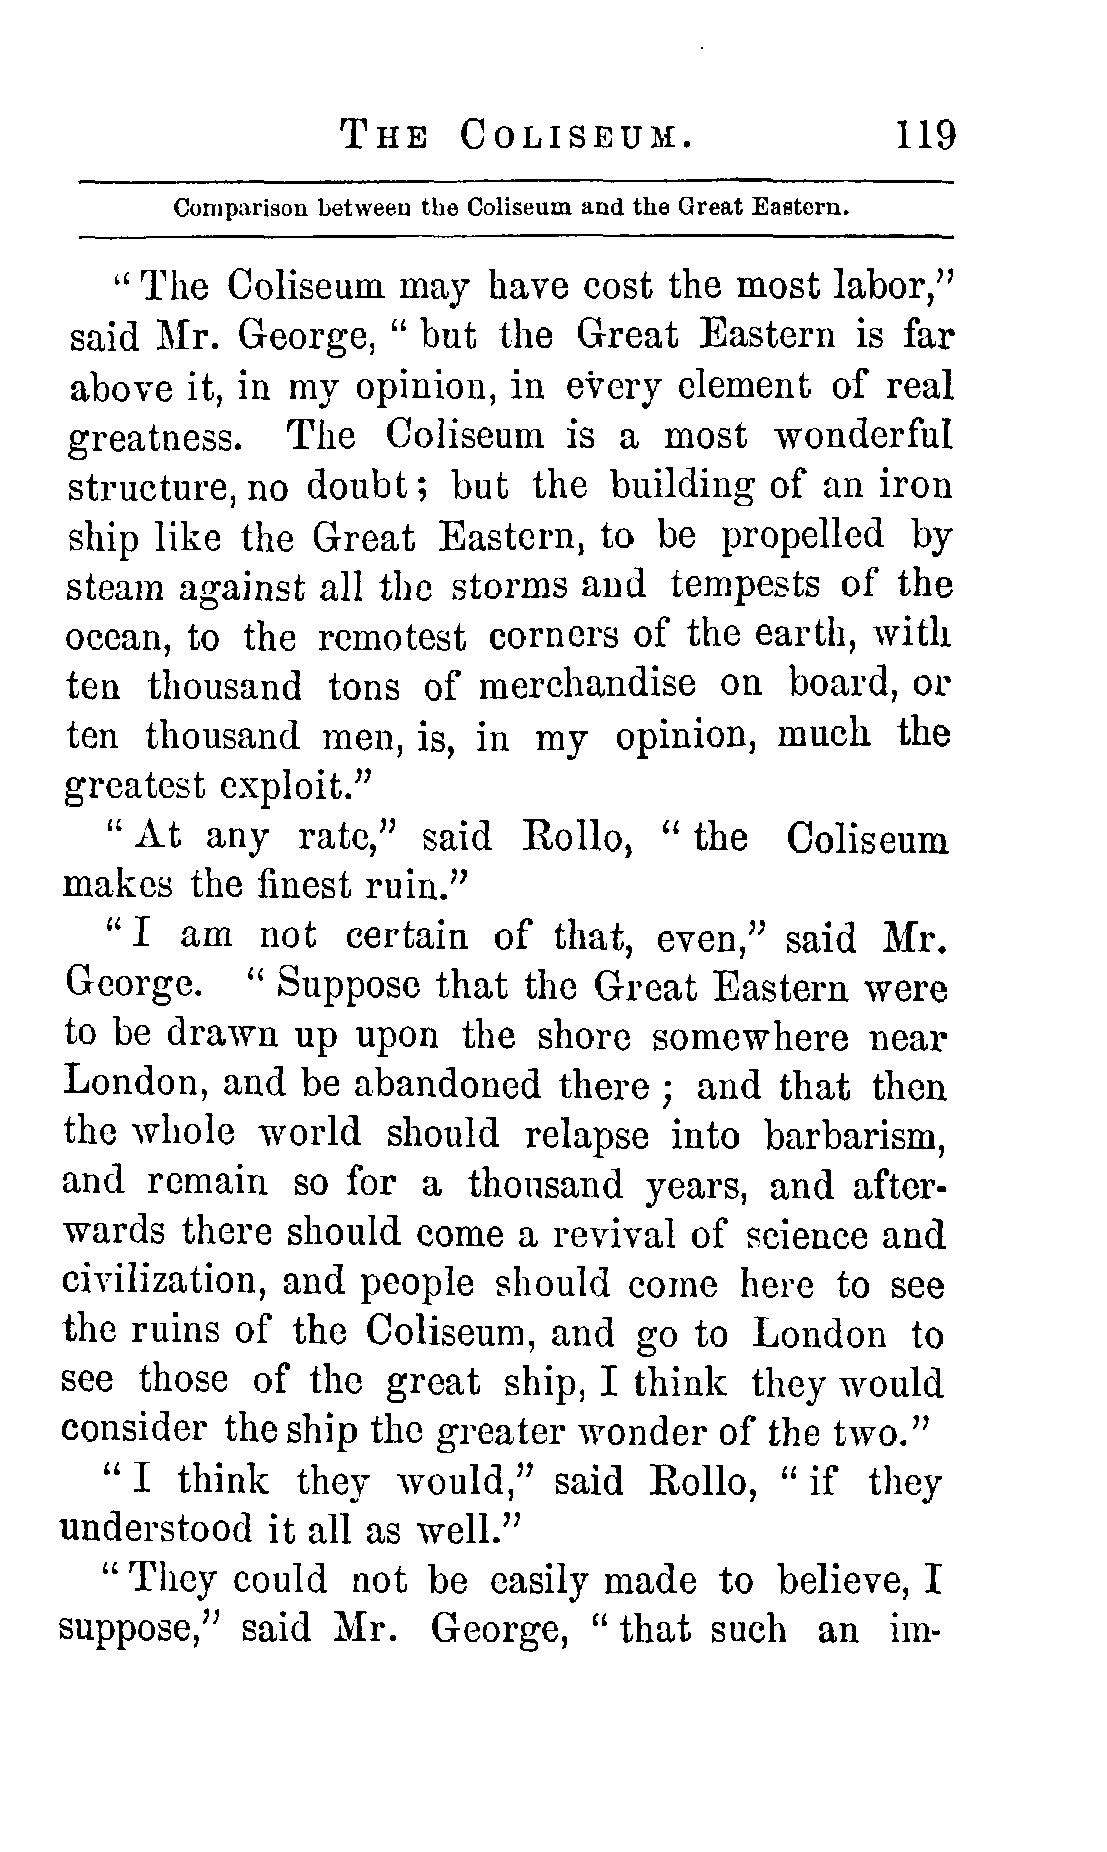 THE COLISEUM. 119
Comparison between the Coliseum and the Great Eastern.
“ The Coliseum may have cost the most labor,”
said Mr. George, “ but the Great Eastern is far
above it, in my opinion, in every element of real
greatness. The Coliseum is a most wonderful
structure, no doubt ; but the building of an iron
ship like the Great Eastern, to be propelled by
steam against all the storms and tempests of the
ocean, to the remotest corners of the earth, with
ten thousand tons of merchandise on board, or
ten thousand men, is, in my opinion, much the
greatest exploit.”
“ At any rate,” said Rollo, “ the Coliseum
makes the finest ruin.”
“ I am not certain of that, even,” said Mr.
George. “ Suppose that the Great Eastern were
to be drawn up upon the shore somewhere near
London, and be abandoned there ; and that then
the whole world should relapse into barbarism,
and remain so for a thousand years, and after-
wards there should come a revival of science and
civilization, and people should come here to see
the ruins of the Coliseum, and go to London to
see those of the great ship, I think they would
consider the ship the greater wonder of the two.”
“ I think they would,” said Rollo, “ if they
understood it all as well.”
“ They could not be easily made to believe, I
suppose,” said Mr. George, “ that such an im-